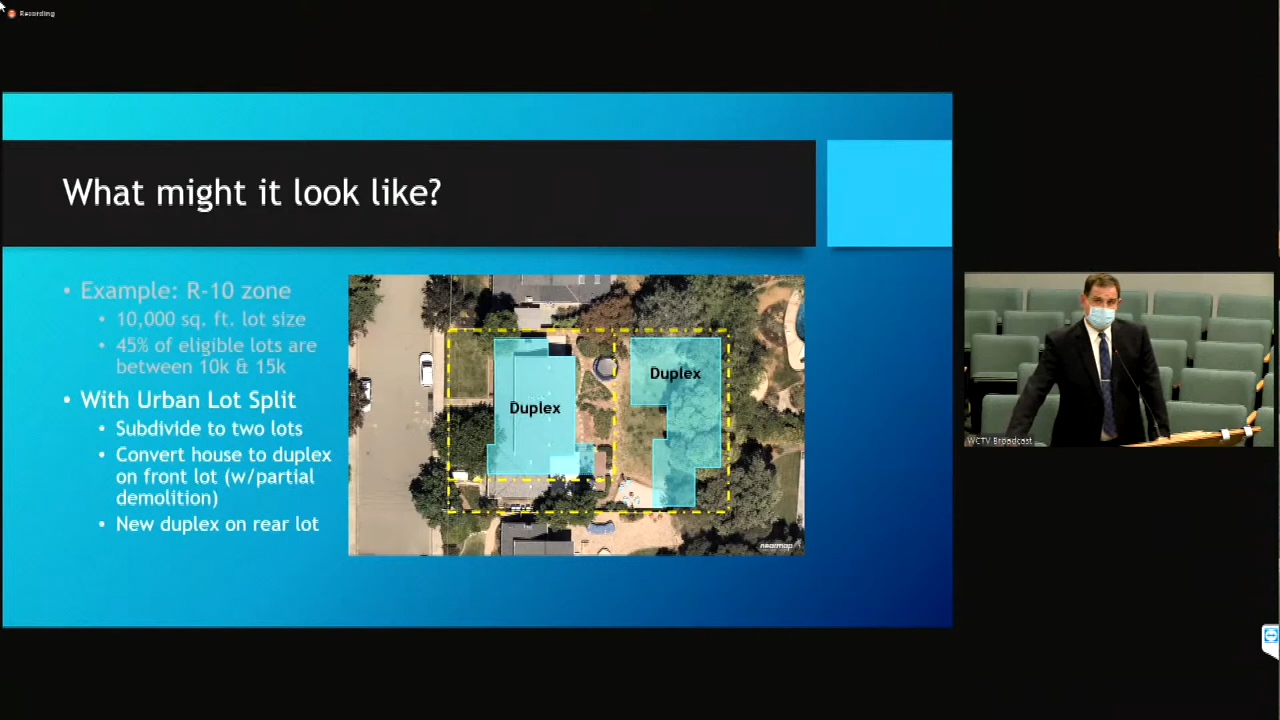 Recording
What might it look like?
• Example: R-10 zone
• 10,000 sq. ft. lot size
• 45% of eligible lots are
between 10k & 15k
• With Urban Lot Split
• Subdivide to two lots
• Convert house to duplex
on front lot (w/partial
demolition)
• New duplex on rear lot
Duplex
Duplex
nearmap
WCTV Broadcast